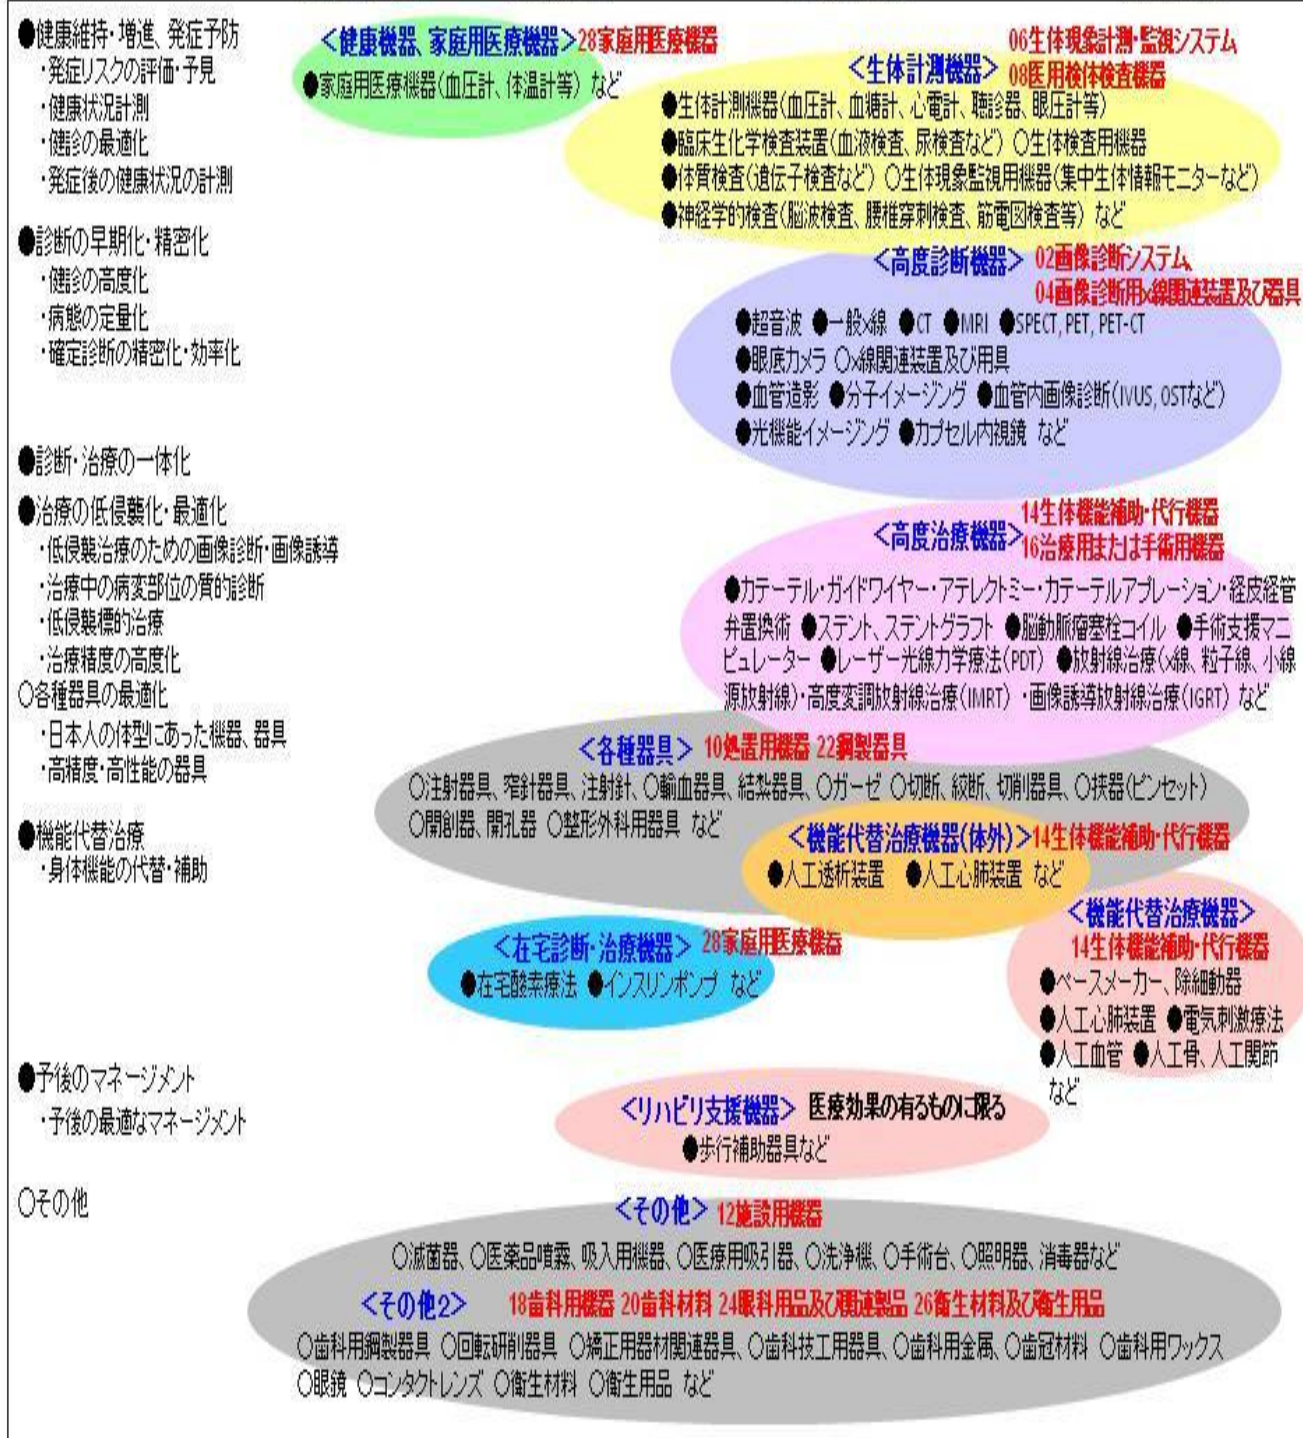 ●健康維持・増進、発症予防
・発症リスクの評価・予見
・健康状況計測
・健診の最適化
・発症後の健康状況の計測
＜健康機器、家庭用医療機器＞28家庭用医療機器
●家庭用医療機器(血圧計、体温計等) など
06生体現象計測・監視システム
＜生体計測機器＞08医用検体検査機器
●生体計測機器(血圧計、血糖計、心電計、聴診器、眼圧計等)
●臨床生化学検査装置(血液検査、尿検査など) ○生体検査用機器
●体質検査(遺伝子検査など) ○生体現象監視用機器(集中生体情報モニターなど)
●神経学的検査(脳波検査、腰椎穿刺検査、筋電図検査等) など
●診断の早期化・精密化
・健診の高度化
・病態の定量化
・確定診断の精密化・効率化
＜高度診断機器＞ 02画像診断システム、
04画像診断用x線関連装置及び器具
●超音波 ●一般x線 ●CT ●MRI ●SPECT, PET, PET-CT
●眼底カメラ ○x線関連装置及び用具
●血管造影 ●分子イメージング ●血管内画像診断(IVUS, OSTなど)
●光機能イメージング ●カプセル内視鏡 など
●診断・治療の一体化
●治療の低侵襲化・最適化
・低侵襲治療のための画像診断・画像誘導
・治療中の病変部位の質的診断
・低侵襲標的治療
・治療精度の高度化
14生体機能補助・代行機器
＜高度治療機器＞16治療用または手術用機器
●カテーテル・ガイドワイヤー・アテレクトミー・カテーテルアブレーション・経皮経管
弁置換術 ●ステント、ステントグラフト ●脳動脈瘤塞栓コイル ●手術支援マニ
ピュレーター ●レーザー光線力学療法(PDT) ●放射線治療(x線、粒子線、小線
源放射線)・高度変調放射線治療(IMRT) ・画像誘導放射線治療(IGRT) など
○各種器具の最適化
・日本人の体型にあった機器、器具
・高精度・高性能の器具
＜各種器具＞ 10処置用機器 22鋼製器具
○注射器具、窄針器具、注射針、○輸血器具、結紮器具、○ガーゼ ○切断、絞断、切削器具、○挟器(ピンセット)
○開創器、開孔器 ○整形外科用器具 など
●機能代替治療
・身体機能の代替・補助
＜機能代替治療機器(体外)＞14生体機能補助・代行機器
●人工透析装置 ●人工心肺装置 など
＜機能代替治療機器＞
14生体機能補助・代行機器
●ペースメーカー、除細動器
●人工心肺装置 ●電気刺激療法
●人工血管 ●人工骨、人工関節
など
＜在宅診断・治療機器＞ 28家庭用医療機器
●在宅酸素療法 ●インスリンポンプ など
●予後のマネージメント
・予後の最適なマネージメント
＜リハビリ支援機器＞ 医療効果の有るものに限る
●歩行補助器具など
○その他
＜その他＞ 12施設用機器
○滅菌器、○医薬品噴霧、吸入用機器、○医療用吸引器、○洗浄機、○手術台、○照明器、消毒器など
＜その他2＞ 18歯科用機器 20歯科材料 24眼科用品及び関連製品 26衛生材料及び衛生用品
○歯科用鋼製器具 ○回転研削器具 ○矯正用器材関連器具、○歯科技工用器具、○歯科用金属、○歯冠材料 ○歯科用ワックス
○眼鏡 ○コンタクトレンズ ○衛生材料 ○衛生用品 など